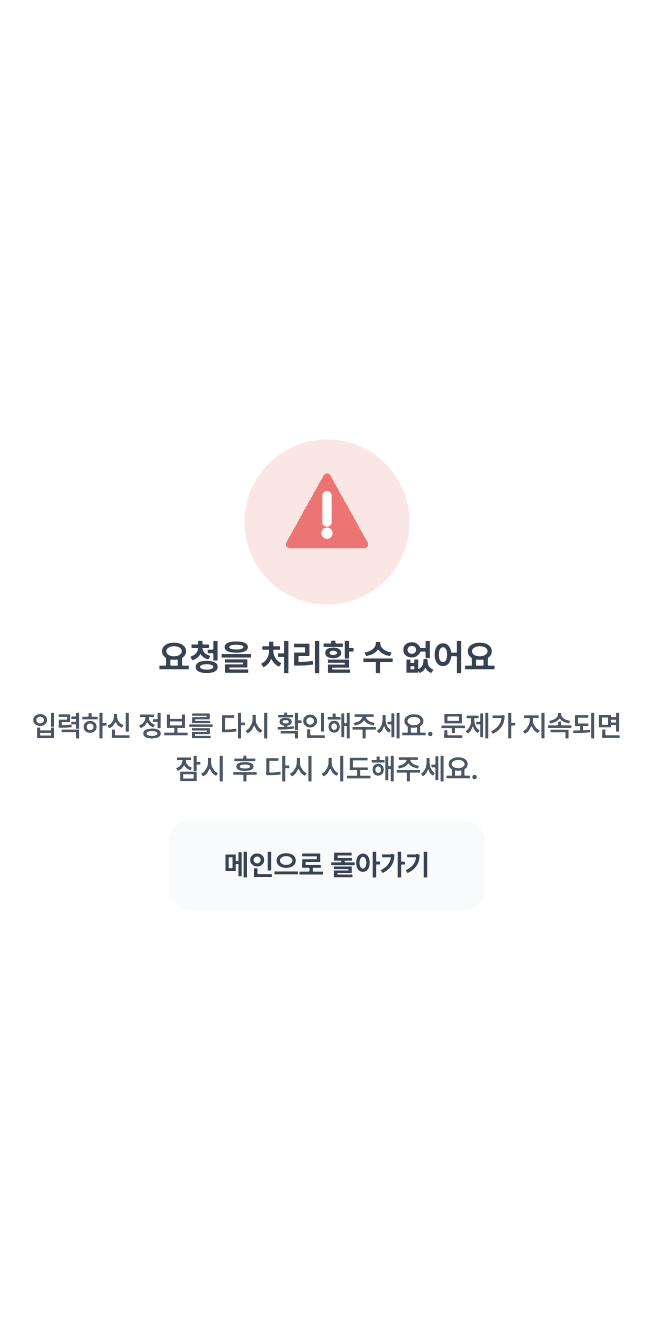 요청을 처리할 수 없어요
입력하신 정보를 다시 확인해주세요. 문제가 지속되면
잠시 후 다시 시도해주세요.
메인으로 돌아가기